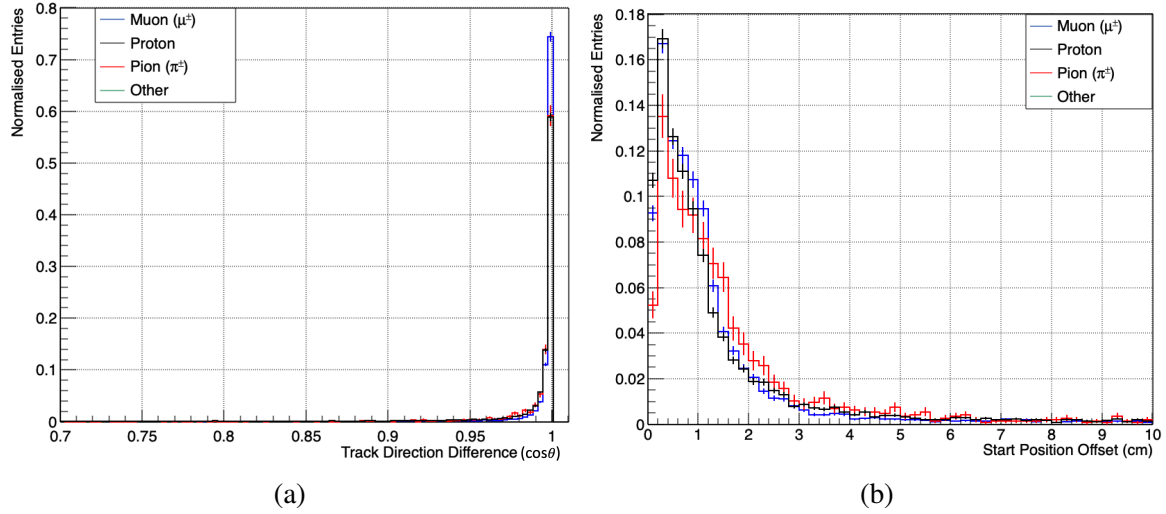 Normalised Entries
Muon (μ±)
Proton
Pion (π±)
Other
0.8
0.7
0.6
0.5
0.4
0.3
0.2
0.1
0
0.7 0.75 0.8 0.85 0.9 0.95 1
Track Direction Difference (cosθ)
(a)
Normalised Entries
Muon (μ±)
Proton
Pion (π±)
Other
0.18
0.16
0.14
0.12
0.1
0.08
0.06
0.04
0.02
0
0 1 2 3 4 5 6 7 8 9 10
Start Position Offset (cm)
(b)